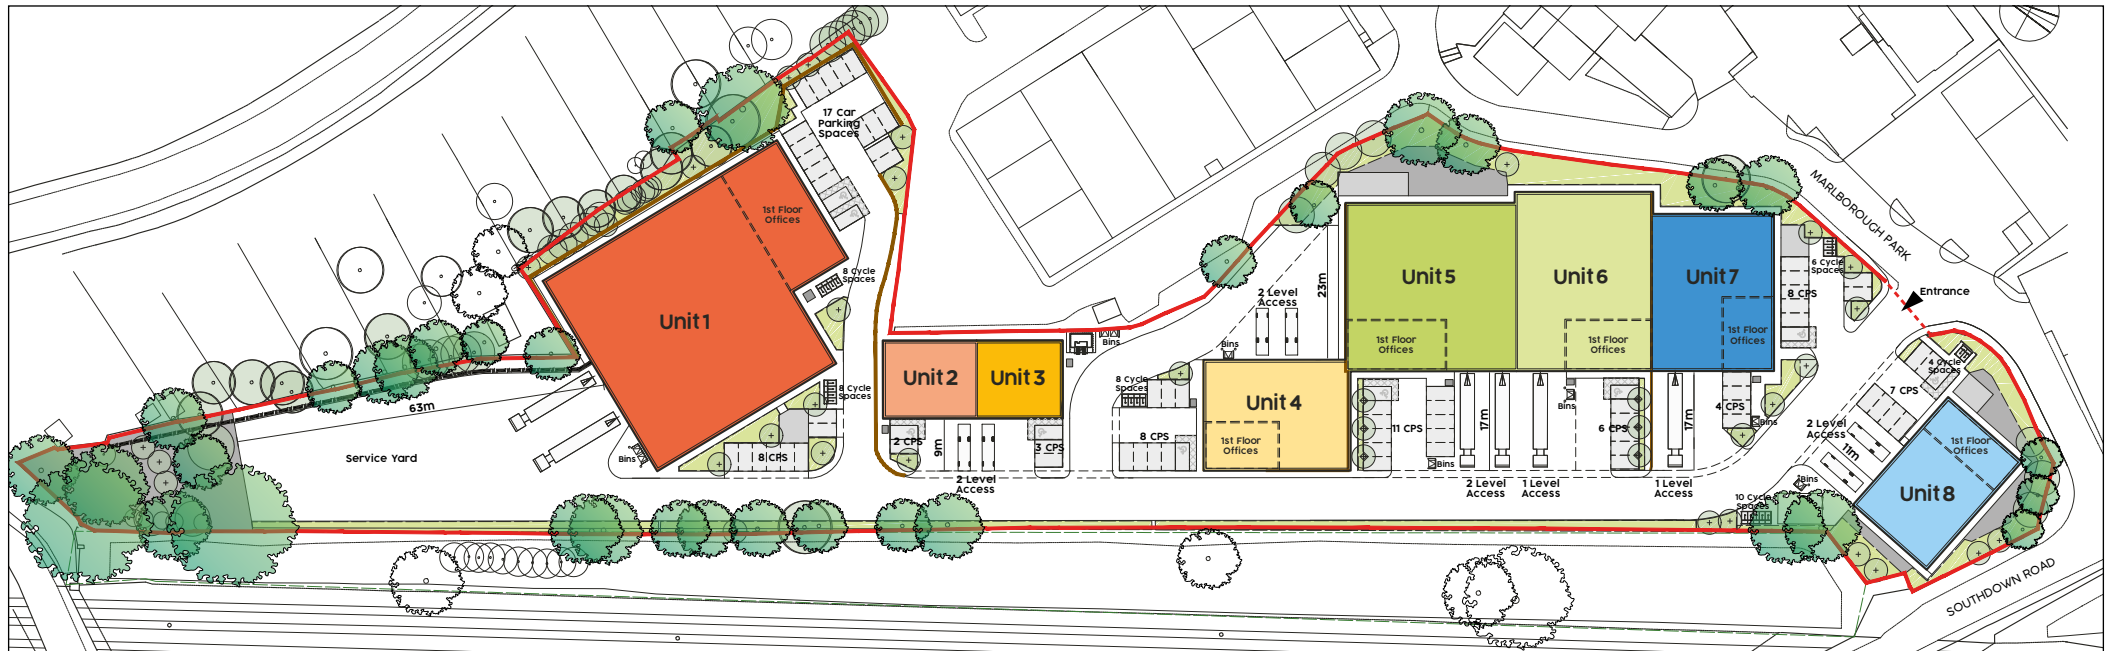 17 Car
Parking
Spaces
1st Floor
Offices
Unit 1
8 Cycle
Spaces
8 Cycle
Spaces
63m
Service Yard
Bins
8 CPS
Unit 2
Unit 3
Bins
2 CPS
9m
3 CPS
2 Level
Access
2 Level
Access
23m
Bins
8 Cycle
Spaces
8 CPS
Unit 4
1st Floor
Offices
Unit 5
1st Floor
Offices
Unit 6
1st Floor
Offices
Unit 7
1st Floor
Offices
11 CPS
Bins
17m
2 Level
Access
1 Level
Access
Bins
6 CPS
17m
1 Level
Access
4 CPS
Bins
8 CPS
6 Cycle
Spaces
MARLBOROUGH PARK
Entrance
4 Cycle
Spaces
7 CPS
2 Level
Access
11m
Bins
10 Cycle
Spaces
1st Floor
Offices
Unit 8
SOUTHDOWN ROAD